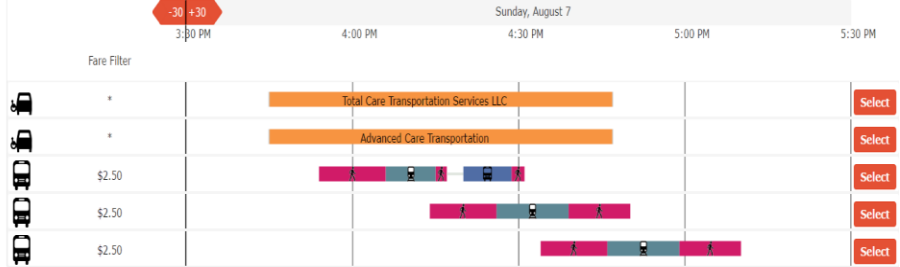 -30 +30 Sunday, August 7
3:30 PM 4:00 PM 4:30 PM 5:00 PM 5:30 PM
Fare Filter
* Total Care Transportation Services LLC Select
* Advanced Care Transportation Select
$2.50 Select
$2.50 Select
$2.50 Select